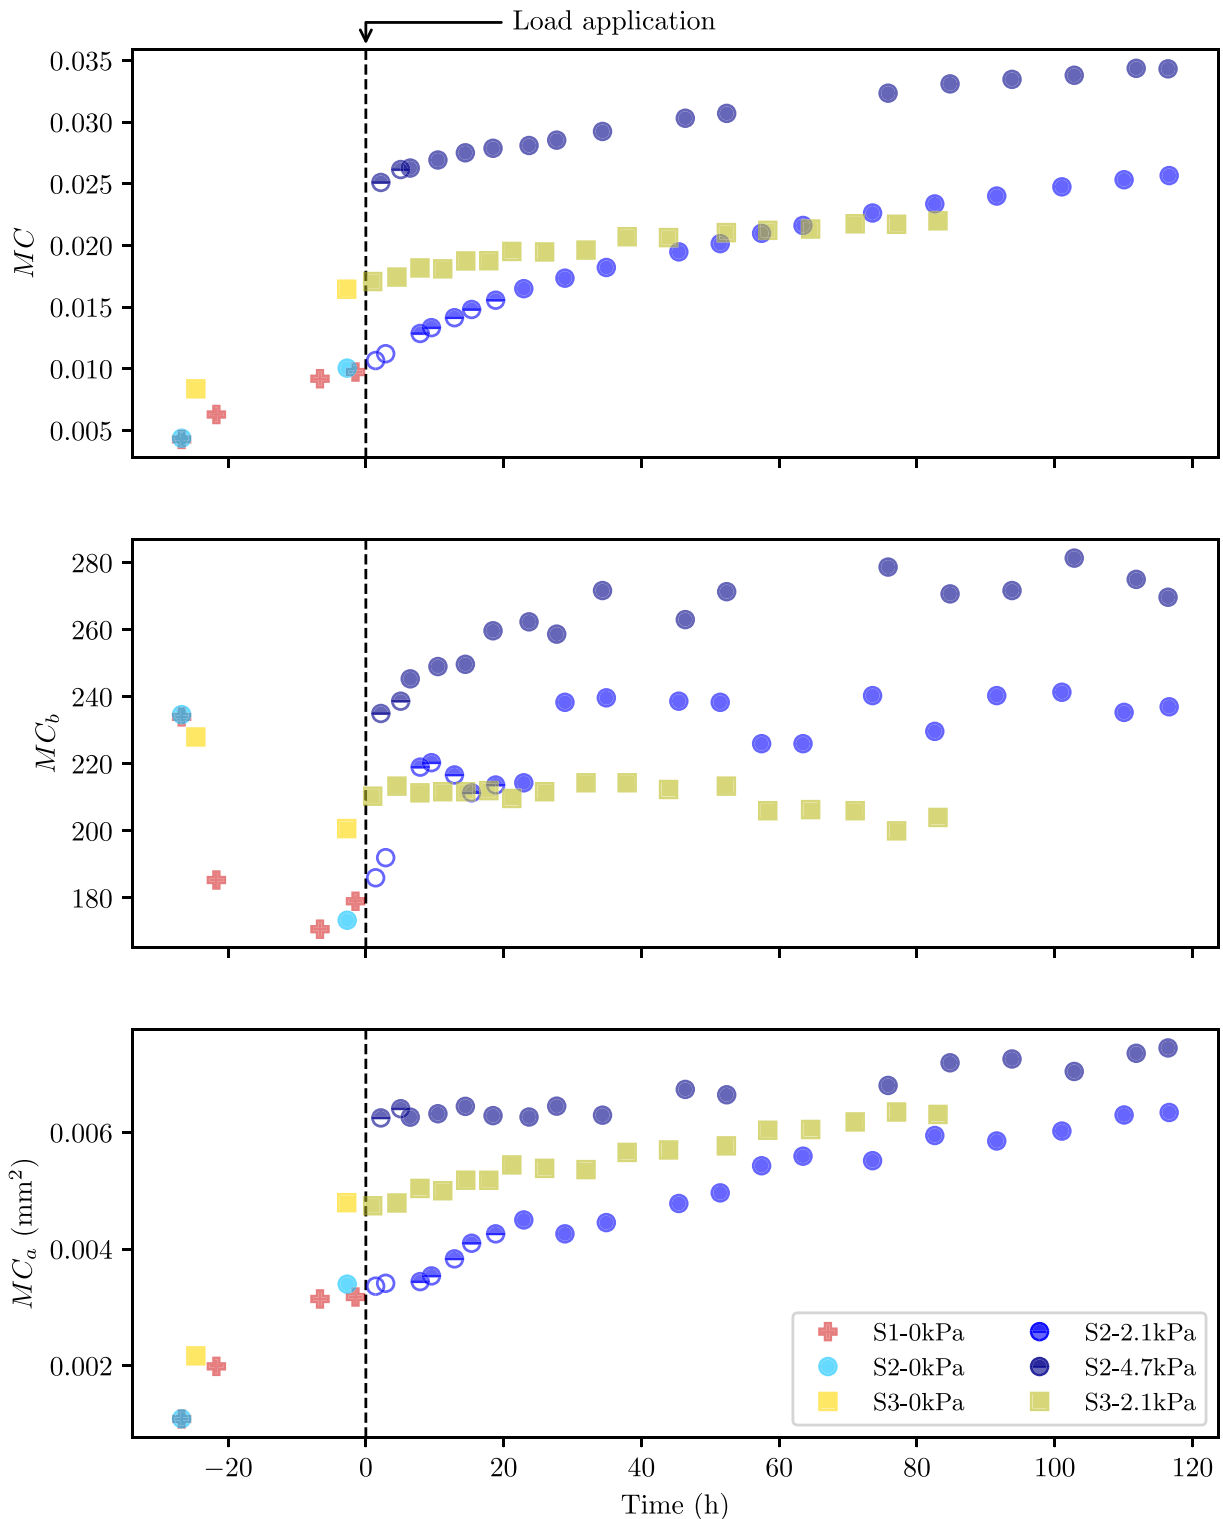 Load application
0.035
0.030
0.025
0.020
0.015
0.010
0.005
MC
280
260
240
220
200
180
MC_b
0.006
0.004
0.002
MC_a (mm²)
S1-0kPa
S2-0kPa
S3-0kPa
S2-2.1kPa
S2-4.7kPa
S3-2.1kPa
−20 0 20 40 60 80 100 120
Time (h)